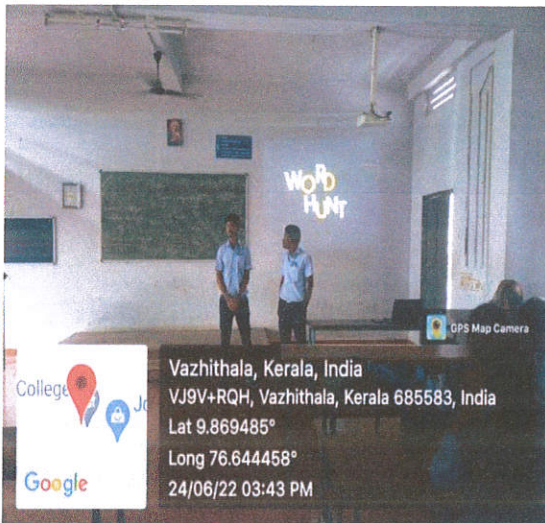 WORD
HUNT
GPS Map Camera
College
Jo
Google
Vazhithala, Kerala, India
VJ9V+RQH, Vazhithala, Kerala 685583, India
Lat 9.869485°
Long 76.644458°
24/06/22 03:43 PM